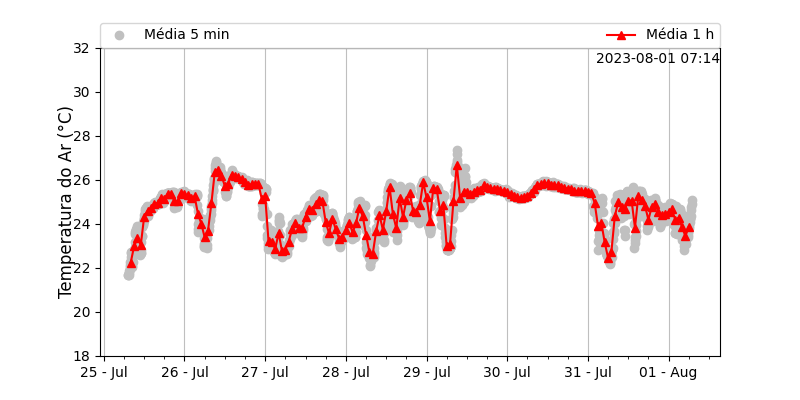 Média 5 min
Média 1 h
2023-08-01 07:14
Temperatura do Ar (°C)
32
30
28
26
24
22
20
18
25 - Jul
26 - Jul
27 - Jul
28 - Jul
29 - Jul
30 - Jul
31 - Jul
01 - Aug